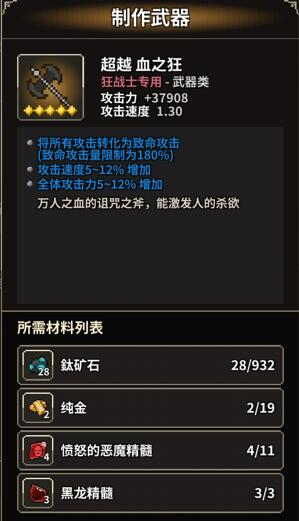 制作武器
超越 血之狂
狂战士专用 - 武器类
攻击力 +37908
攻击速度 1.30
将所有攻击转化为致命攻击
(致命攻击量限制为180%)
攻击速度5~12% 增加
全体攻击力5~12% 增加
万人之血的诅咒之斧，能激发人的杀欲
所需材料列表
28
鈦矿石
28/932
2
纯金
2/19
4
愤怒的恶魔精髓
4/11
3
黑龙精髓
3/3